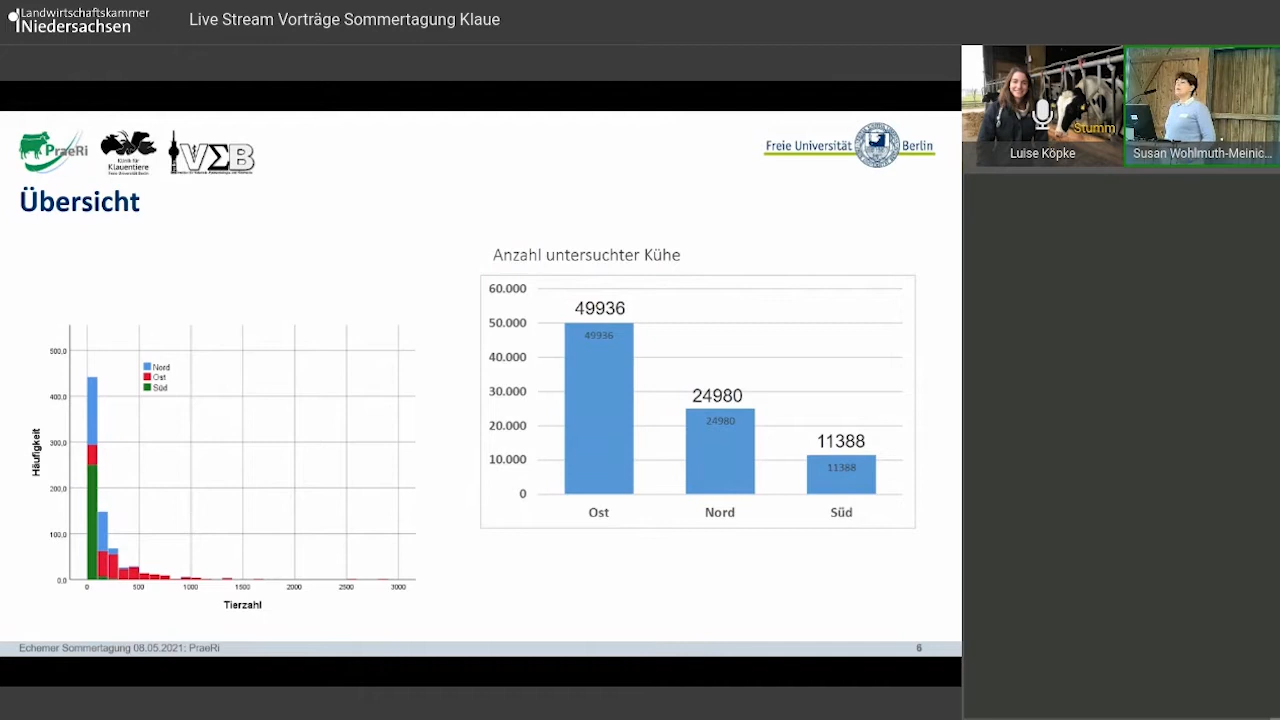 Landwirtschaftskammer
Niedersachsen
Live Stream Vorträge Sommertagung Klaue
PraeRi
Klinik für
Klauentiere
Freie Universität Berlin
VΣB
Freie Universität Berlin
Übersicht
Luise Köpke
Stumm
Susan Wohlmuth-Meinic...
Häufigkeit
500,0
400,0
300,0
200,0
100,0
0,0
Nord
Ost
Süd
0 500 1000 1500 2000 2500 3000
Tierzahl
Anzahl untersuchter Kühe
60.000
50.000
40.000
30.000
20.000
10.000
0
49936
49936
24980
24980
11388
11388
Ost Nord Süd
Echemer Sommertagung 08.05.2021: PraeRi
6